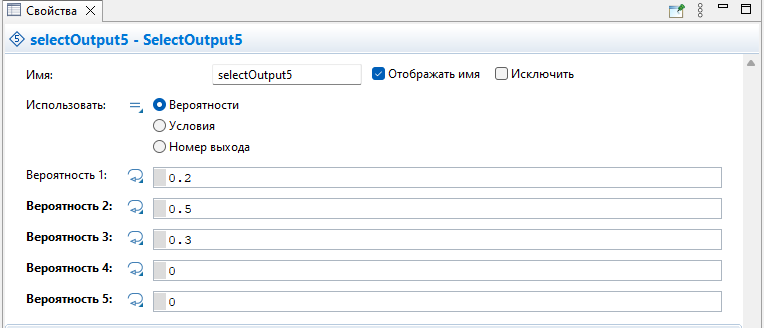 Свойства
selectOutput5 - SelectOutput5
Имя: selectOutput5 Отображать имя Исключить
Использовать: Вероятности
Условия
Номер выхода
Вероятность 1: 0.2
Вероятность 2: 0.5
Вероятность 3: 0.3
Вероятность 4: 0
Вероятность 5: 0